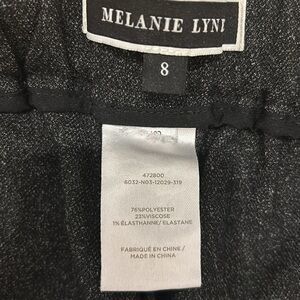 MELANIE LYN
8
472800
6032-N03-12029-319
76%POLYESTER
23%VISCOSE
1% ÉLASTHANNE/ ELASTANE
FABRIQUÉ EN CHINE /
MADE IN CHINA